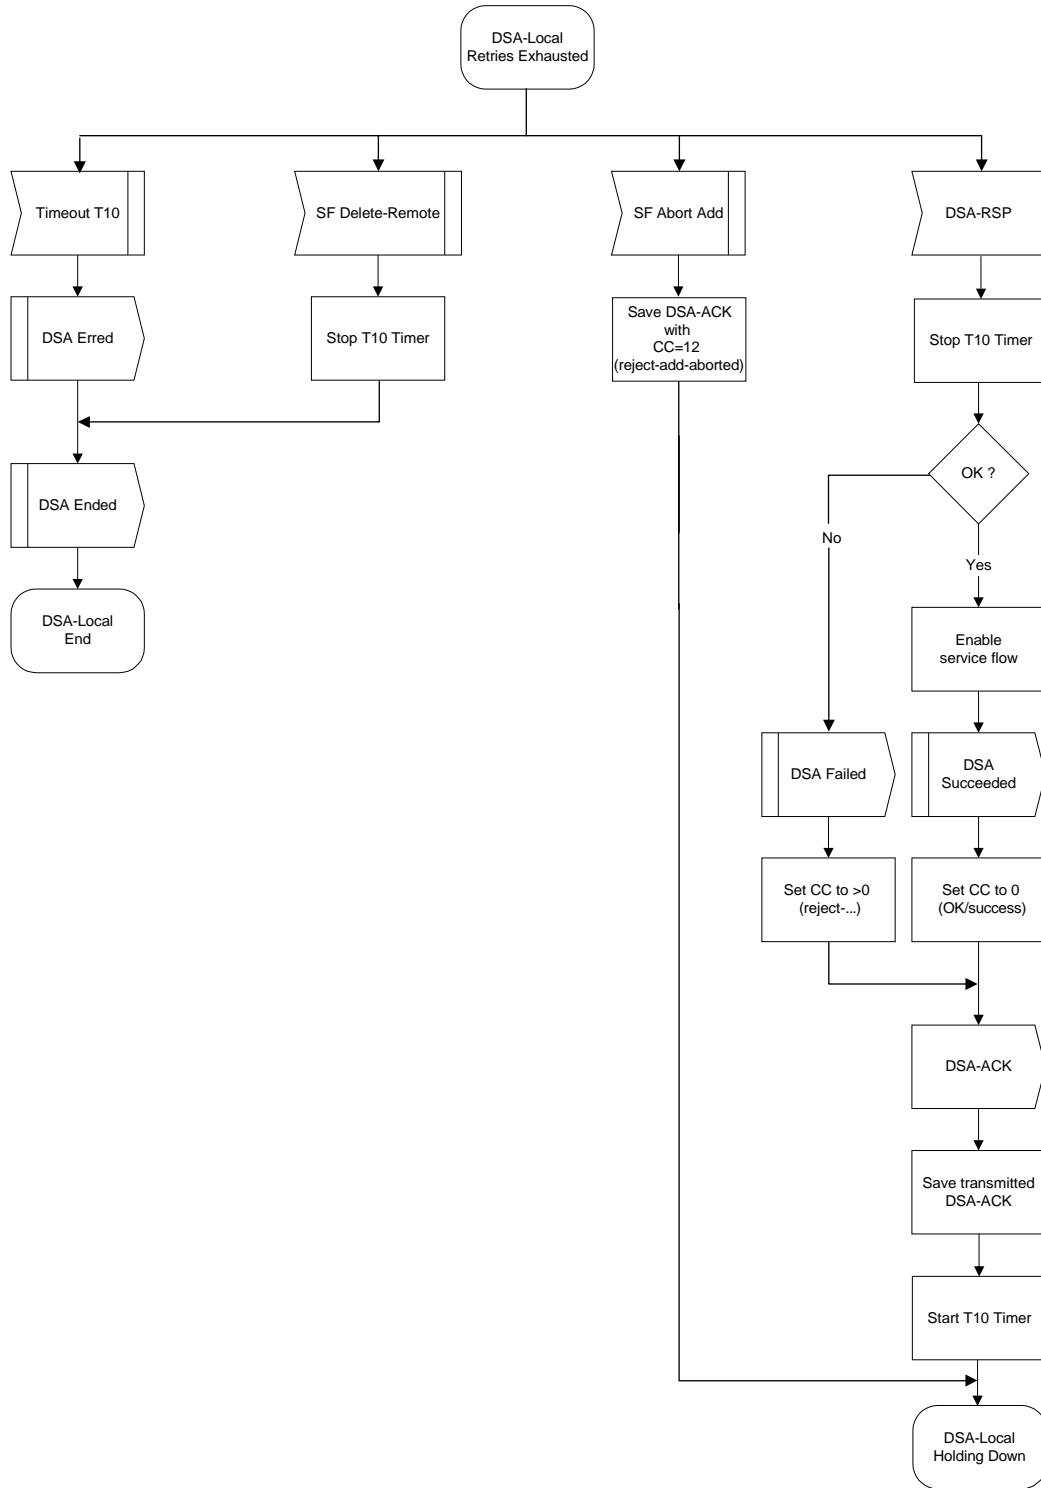 DSA-Local
Retries Exhausted
Timeout T10
SF Delete-Remote
SF Abort Add
DSA-RSP
DSA Erred
Stop T10 Timer
Save DSA-ACK
with
CC=12
(reject-add-aborted)
Stop T10 Timer
OK ?
DSA Ended
No
Yes
DSA-Local
End
Enable
service flow
DSA Failed
DSA
Succeeded
Set CC to >0
(reject-...)
Set CC to 0
(OK/success)
DSA-ACK
Save transmitted
DSA-ACK
Start T10 Timer
DSA-Local
Holding Down